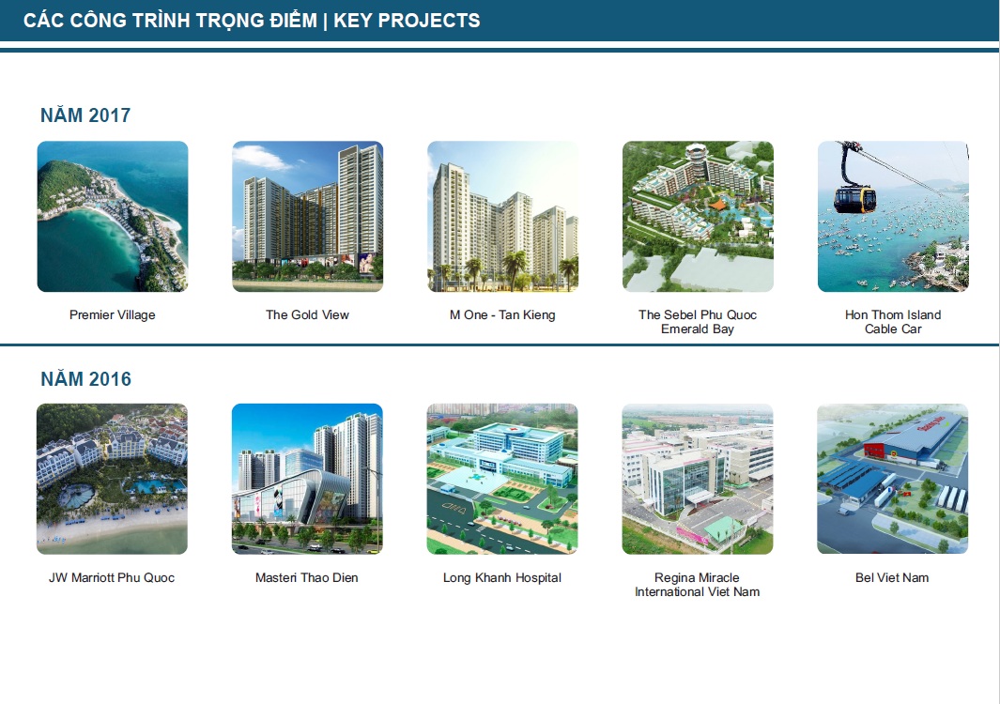 CÁC CÔNG TRÌNH TRỌNG ĐIỂM | KEY PROJECTS
NĂM 2017
Premier Village
The Gold View
M One - Tan Kieng
The Sebel Phu Quoc
Emerald Bay
Hon Thom Island
Cable Car
NĂM 2016
JW Marriott Phu Quoc
Masteri Thao Dien
Long Khanh Hospital
Regina Miracle
International Viet Nam
Bel Viet Nam